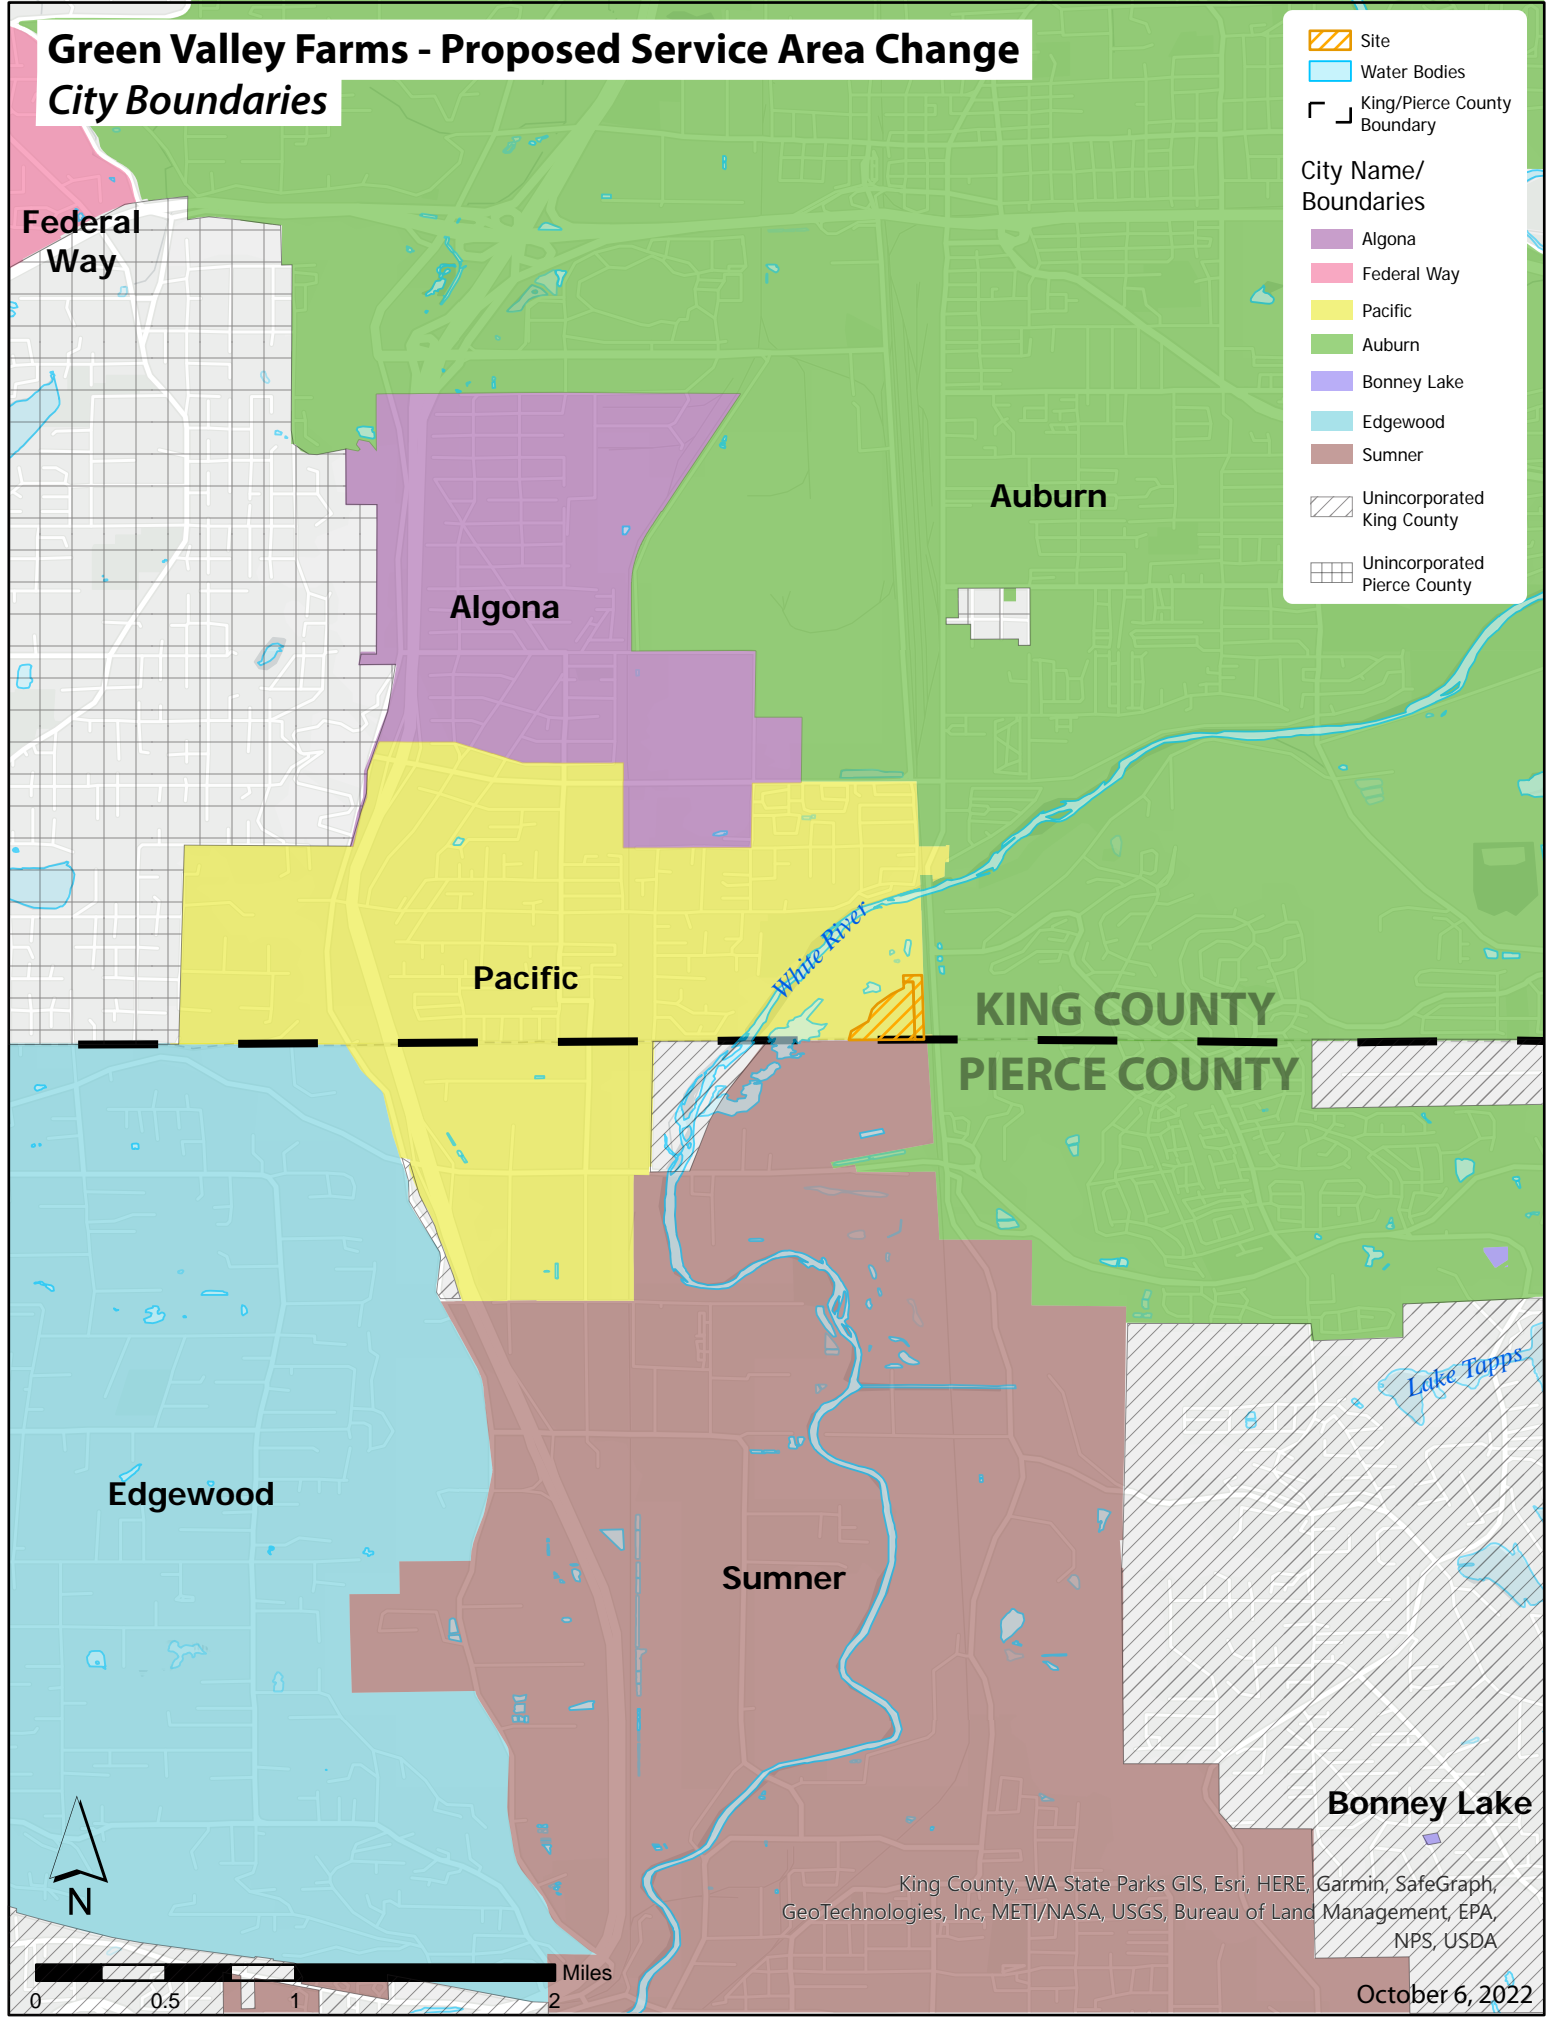 Green Valley Farms - Proposed Service Area Change
City Boundaries
Site
Water Bodies
King/Pierce County
Boundary
City Name/
Boundaries
Algona
Federal Way
Pacific
Auburn
Bonney Lake
Edgewood
Sumner
Unincorporated
King County
Unincorporated
Pierce County
Federal
Way
Auburn
Algona
White River
Pacific
KING COUNTY
PIERCE COUNTY
Lake Tapps
Edgewood
Sumner
Bonney Lake
N
King County, WA State Parks GIS, Esri, HERE, Garmin, SafeGraph,
GeoTechnologies, Inc, METI/NASA, USGS, Bureau of Land Management, EPA,
NPS, USDA
Miles
0 0.5 1 2
October 6, 2022